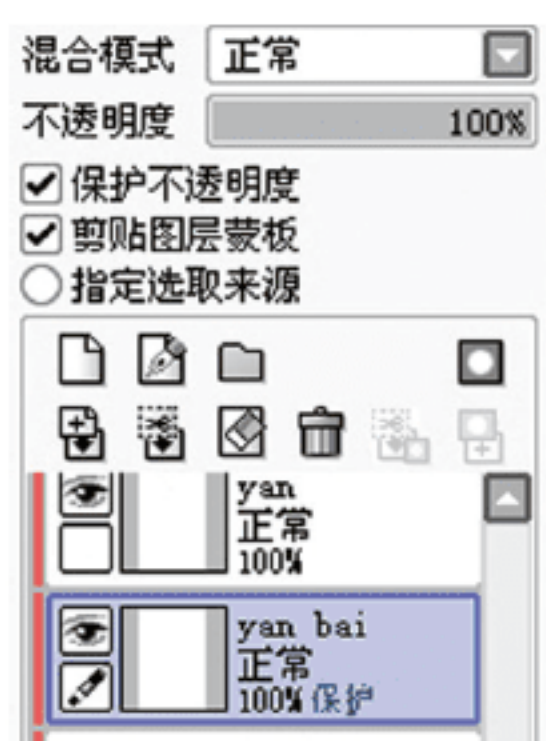 混合模式 正常
不透明度 100%
保护不透明度
剪贴图层蒙板
指定选取来源
yan
正常
100%
yan bai
正常
100% 保护